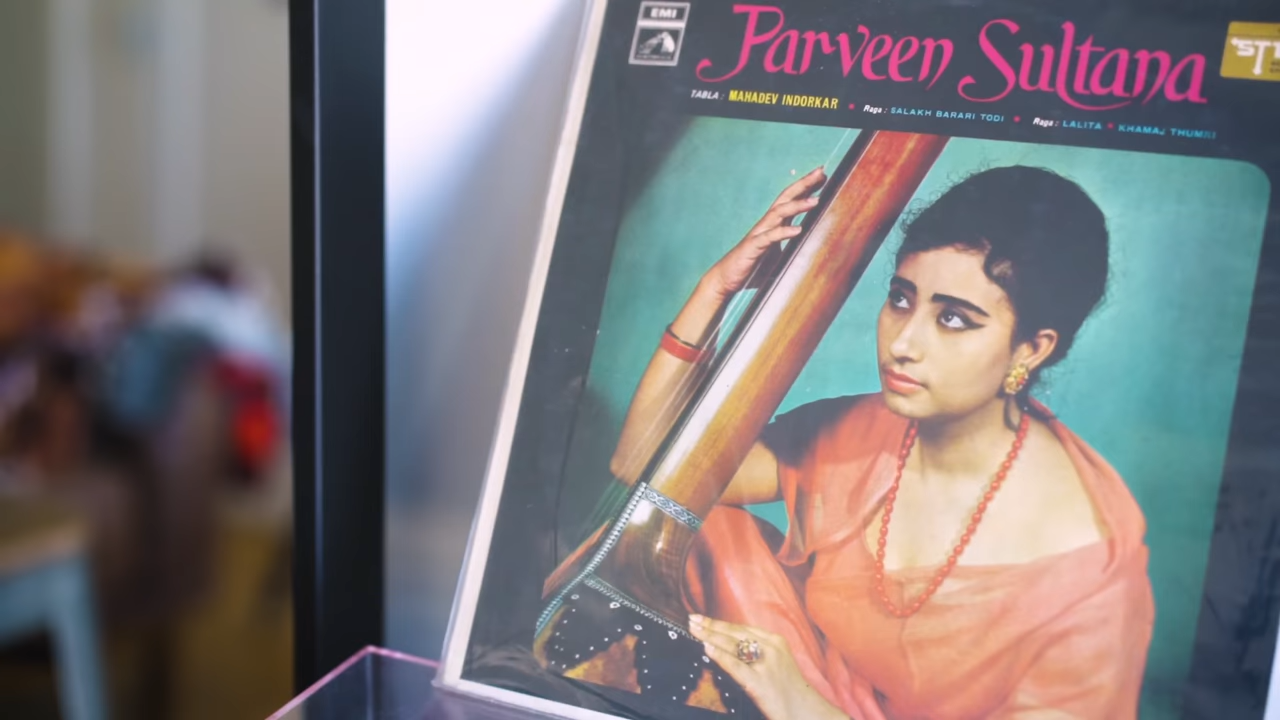 EMI
Parveen Sultana
TABLA: MAHADEV INDORKAR • Raga: SALAKH BARARI TODI • Raga: LALITA • KHAMAJ THUMRI